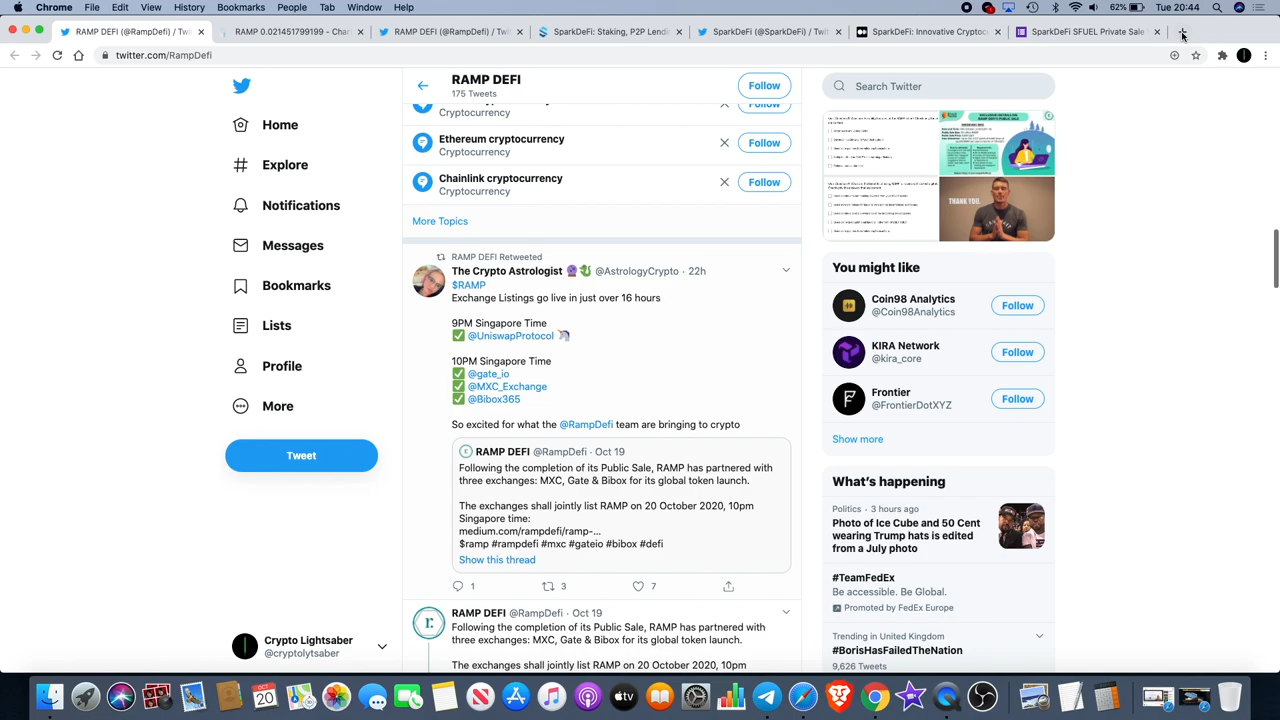 Chrome File Edit View History Bookmarks People Tab Window Help
62% Tue 20:44
RAMP DEFI (@RampDefi) / Twi
RAMP 0.02145179917
RAMP DEFI (@RampDefi) / Twit
SparkDeFi: Staking, P2P Lendi
SparkDeFi (@SparkDefi) / Twitt
SparkDeFi: Innovative Cryptoc
SparkDeFi SFUEL Private Sale
twitter.com/RampDefi
Home
Explore
Notifications
Messages
Bookmarks
Lists
Profile
More
Tweet
Crypto Lightsaber
@cryptolytsaber
RAMP DEFI
175 Tweets
Follow
Cryptocurrency
Follow
Ethereum cryptocurrency
Cryptocurrency
Follow
Chainlink cryptocurrency
Cryptocurrency
Follow
More Topics
RAMP DEFI Retweeted
The Crypto Astrologist @AstrologyCrypto · 22h
$RAMP
Exchange Listings go live in just over 16 hours
9PM Singapore Time
✅ @UniswapProtocol
10PM Singapore Time
✅ @gate_io
✅ @MXC_Exchange
✅ @Bibox365
So excited for what the @RampDefi team are bringing to crypto
RAMP DEFI @RampDefi · Oct 19
Following the completion of its Public Sale, RAMP has partnered with
three exchanges: MXC, Gate & Bibox for its global token launch.
The exchanges shall jointly list RAMP on 20 October 2020, 10pm
Singapore time:
medium.com/rampdefi/ramp-...
$ramp #rampdefi #mxc #gateio #bibox #defi
Show this thread
1 3 7
RAMP DEFI @RampDefi · Oct 19
Following the completion of its Public Sale, RAMP has partnered with
three exchanges: MXC, Gate & Bibox for its global token launch.
The exchanges shall jointly list RAMP on 20 October 2020, 10pm
Search Twitter
THANK YOU.
You might like
Coin98 Analytics
@Coin98Analytics
Follow
KIRA Network
@kira_core
Follow
Frontier
@FrontierDotXYZ
Follow
Show more
What's happening
Politics · 3 hours ago
Photo of Ice Cube and 50 Cent
wearing Trump hats is edited
from a July photo
#TeamFedEx
Be accessible. Be Global.
Promoted by FedEx Europe
Trending in United Kingdom
#BorisHasFailedTheNation
9,626 Tweets